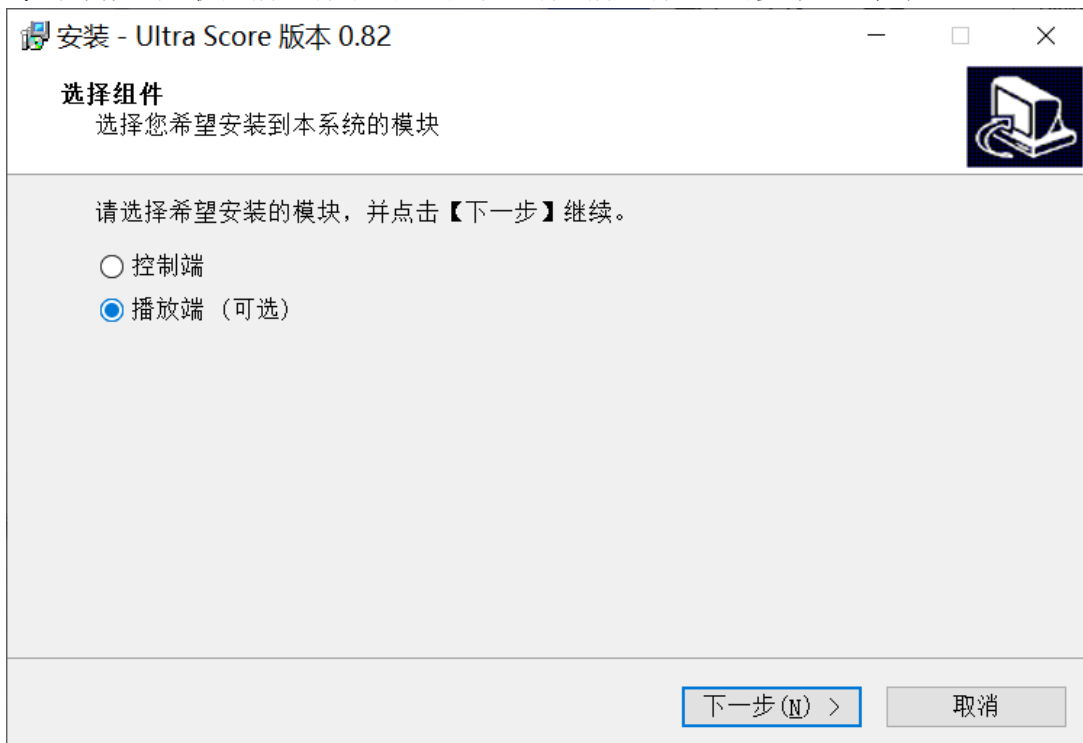 安装 - Ultra Score 版本 0.82
选择组件
选择您希望安装到本系统的模块
请选择希望安装的模块，并点击【下一步】继续。
控制端
播放端 （可选）
下一步(N) >
取消